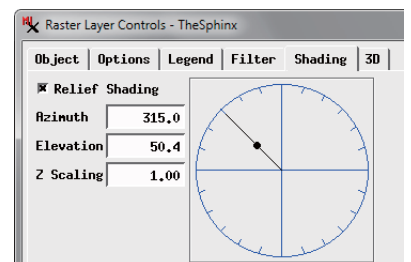 Raster Layer Controls - TheSphinx
Object Options Legend Filter Shading 3D
Relief Shading
Azimuth 315.0
Elevation 50.4
Z Scaling 1.00